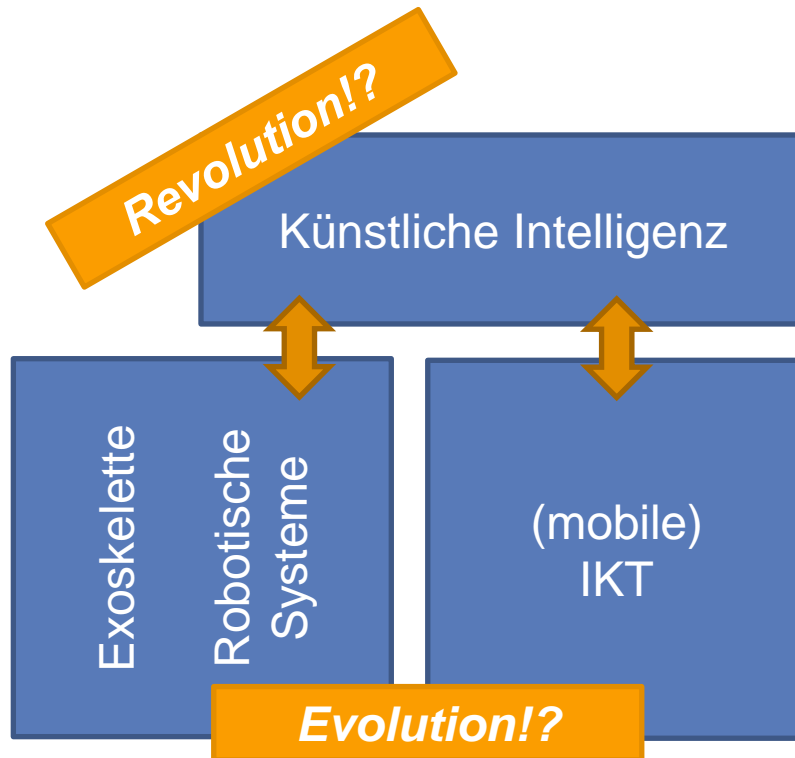 Revolution!?
Künstliche Intelligenz
Exoskelette
Robotische
Systeme
(mobile)
IKT
Evolution!?